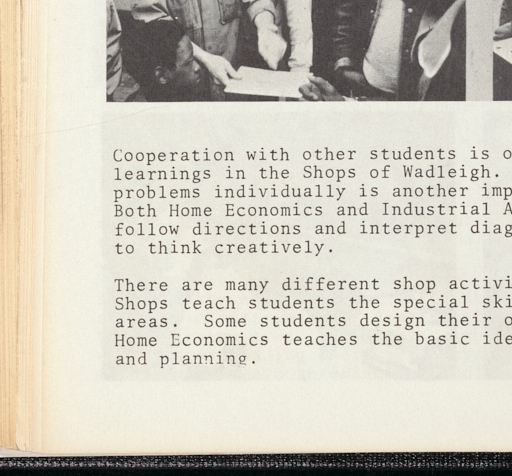 Cooperation with other students is o
learnings in the Shops of Wadleigh.
problems individually is another imp
Both Home Economics and Industrial A
follow directions and interpret diag
to think creatively.
There are many different shop activi
Shops teach students the special ski
areas. Some students design their o
Home Economics teaches the basic ide
and planning.